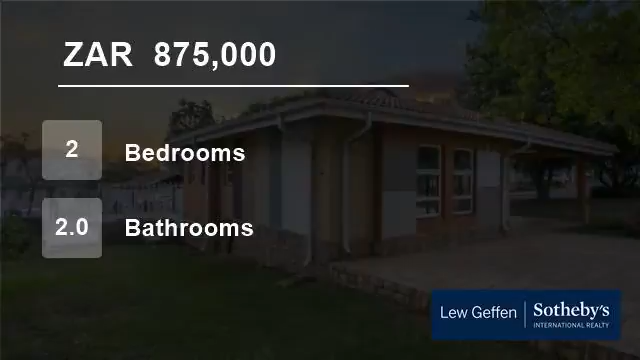 ZAR 875,000
2 Bedrooms
2.0 Bathrooms
Lew Geffen Sotheby's
INTERNATIONAL REALTY